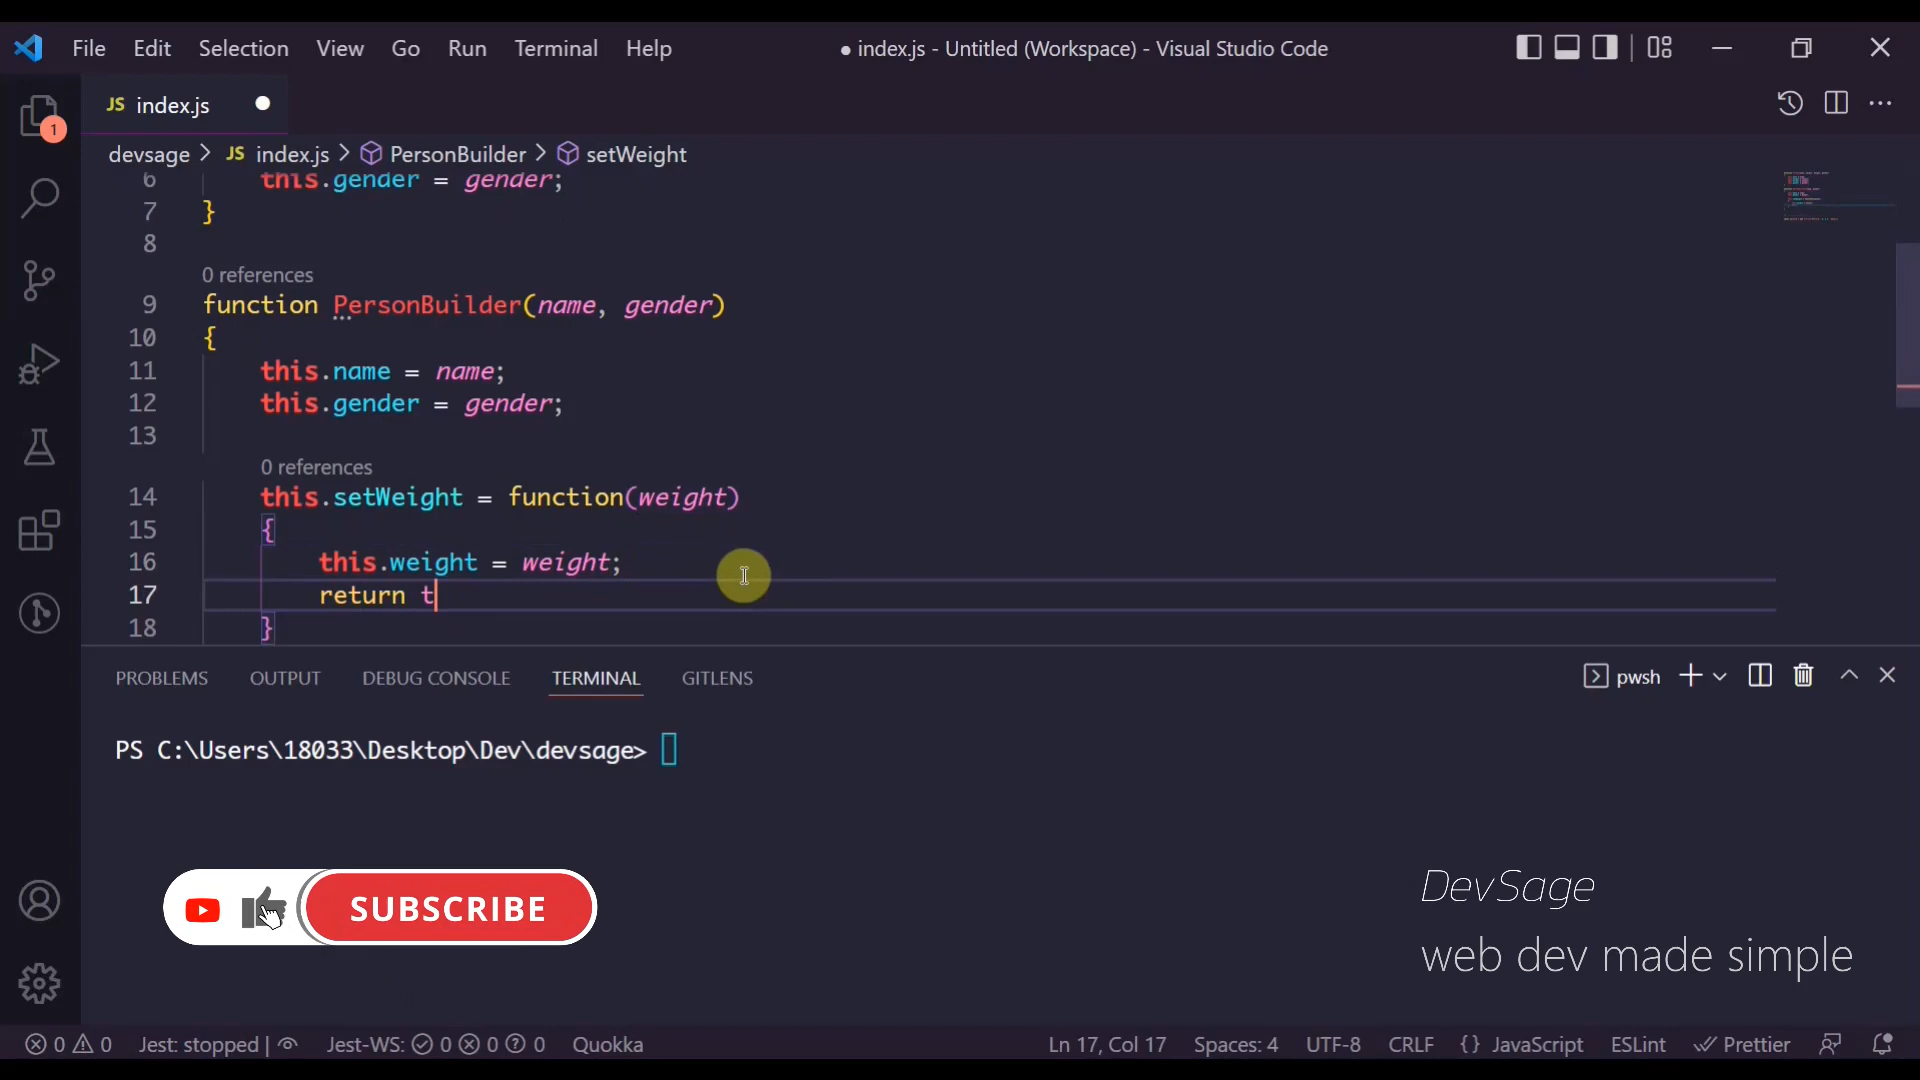 File Edit Selection View Go Run Terminal Help
● index.js - Untitled (Workspace) - Visual Studio Code
JS index.js ●
1
devsage > JS index.js > PersonBuilder > setWeight
6 this.gender = gender;
7 }
8
0 references
9 function PersonBuilder(name, gender)
10 {
11 this.name = name;
12 this.gender = gender;
13
0 references
14 this.setWeight = function(weight)
15 {
16 this.weight = weight;
17 return t
18 }
PROBLEMS OUTPUT DEBUG CONSOLE TERMINAL GITLENS
pwsh
PS C:\Users\18033\Desktop\Dev\devsage>
SUBSCRIBE
DevSage
web dev made simple
0 0 Jest: stopped | Jest-WS: 0 0 0 Quokka
Ln 17, Col 17 Spaces: 4 UTF-8 CRLF {} JavaScript ESLint Prettier